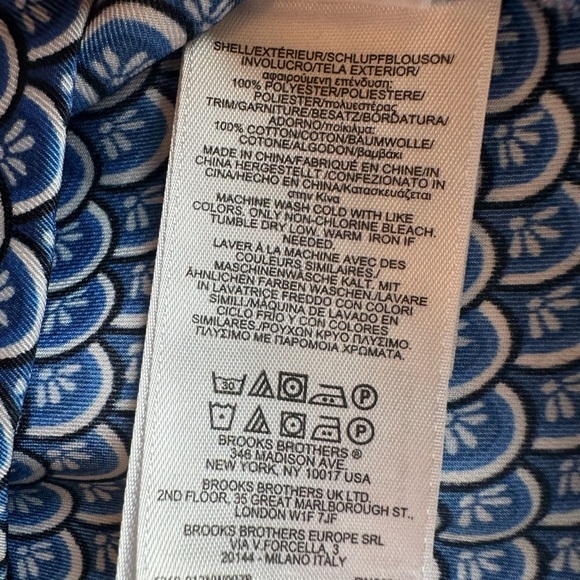 SHELL/EXTÉRIEUR/SCHLUPFBLOUSON/
INVOLUCRO/TELA EXTERIOR/
αφαιρούμενη επένδυση:
100% POLYESTER/POLIESTERE/
POLIÉSTER/πολυεστέρας
TRIM/GARNITURE/BESATZ/BORDATURA/
ADORNO/ποικιλμα:
100% COTTON/COTON/BAUMWOLLE/
COTONE/ALGODON/βαμβάκι
MADE IN CHINA/FABRIQUÉ EN CHINE/IN
CHINA HERGESTELLT /CONFEZIONATO IN
CINA/HECHO EN CHINA/Κατασκευάζεται
στην Κίνα
MACHINE WASH COLD WITH LIKE
COLORS. ONLY NON-CHLORINE BLEACH.
TUMBLE DRY LOW. WARM IRON IF
NEEDED.
LAVER À LA MACHINE AVEC DES
COULEURS SIMILAIRES./
MASCHINENWÄSCHE KALT. MIT
ÄHNLICHEN FARBEN WASCHEN./LAVARE
IN LAVATRICE FREDDO CON COLORI
SIMILI./MÁQUINA DE LAVADO EN
CICLO FRÍO Y CON COLORES
SIMILARES./ΡΟΥΧΩΝ ΚΡΥΟ ΠΛΥΣΙΜΟ.
ΠΛΥΣΙΜΟ ΜΕ ΠΑΡΟΜΟΙΑ ΧΡΩΜΑΤΑ.
30 P
P
BROOKS BROTHERS ®
346 MADISON AVE.
NEW YORK, NY 10017 USA
BROOKS BROTHERS UK LTD.
2ND FLOOR. 35 GREAT MARLBOROUGH ST.,
LONDON W1F 7JF
BROOKS BROTHERS EUROPE SRL
VIA V.FORCELLA, 3
20144 - MILANO ITALY